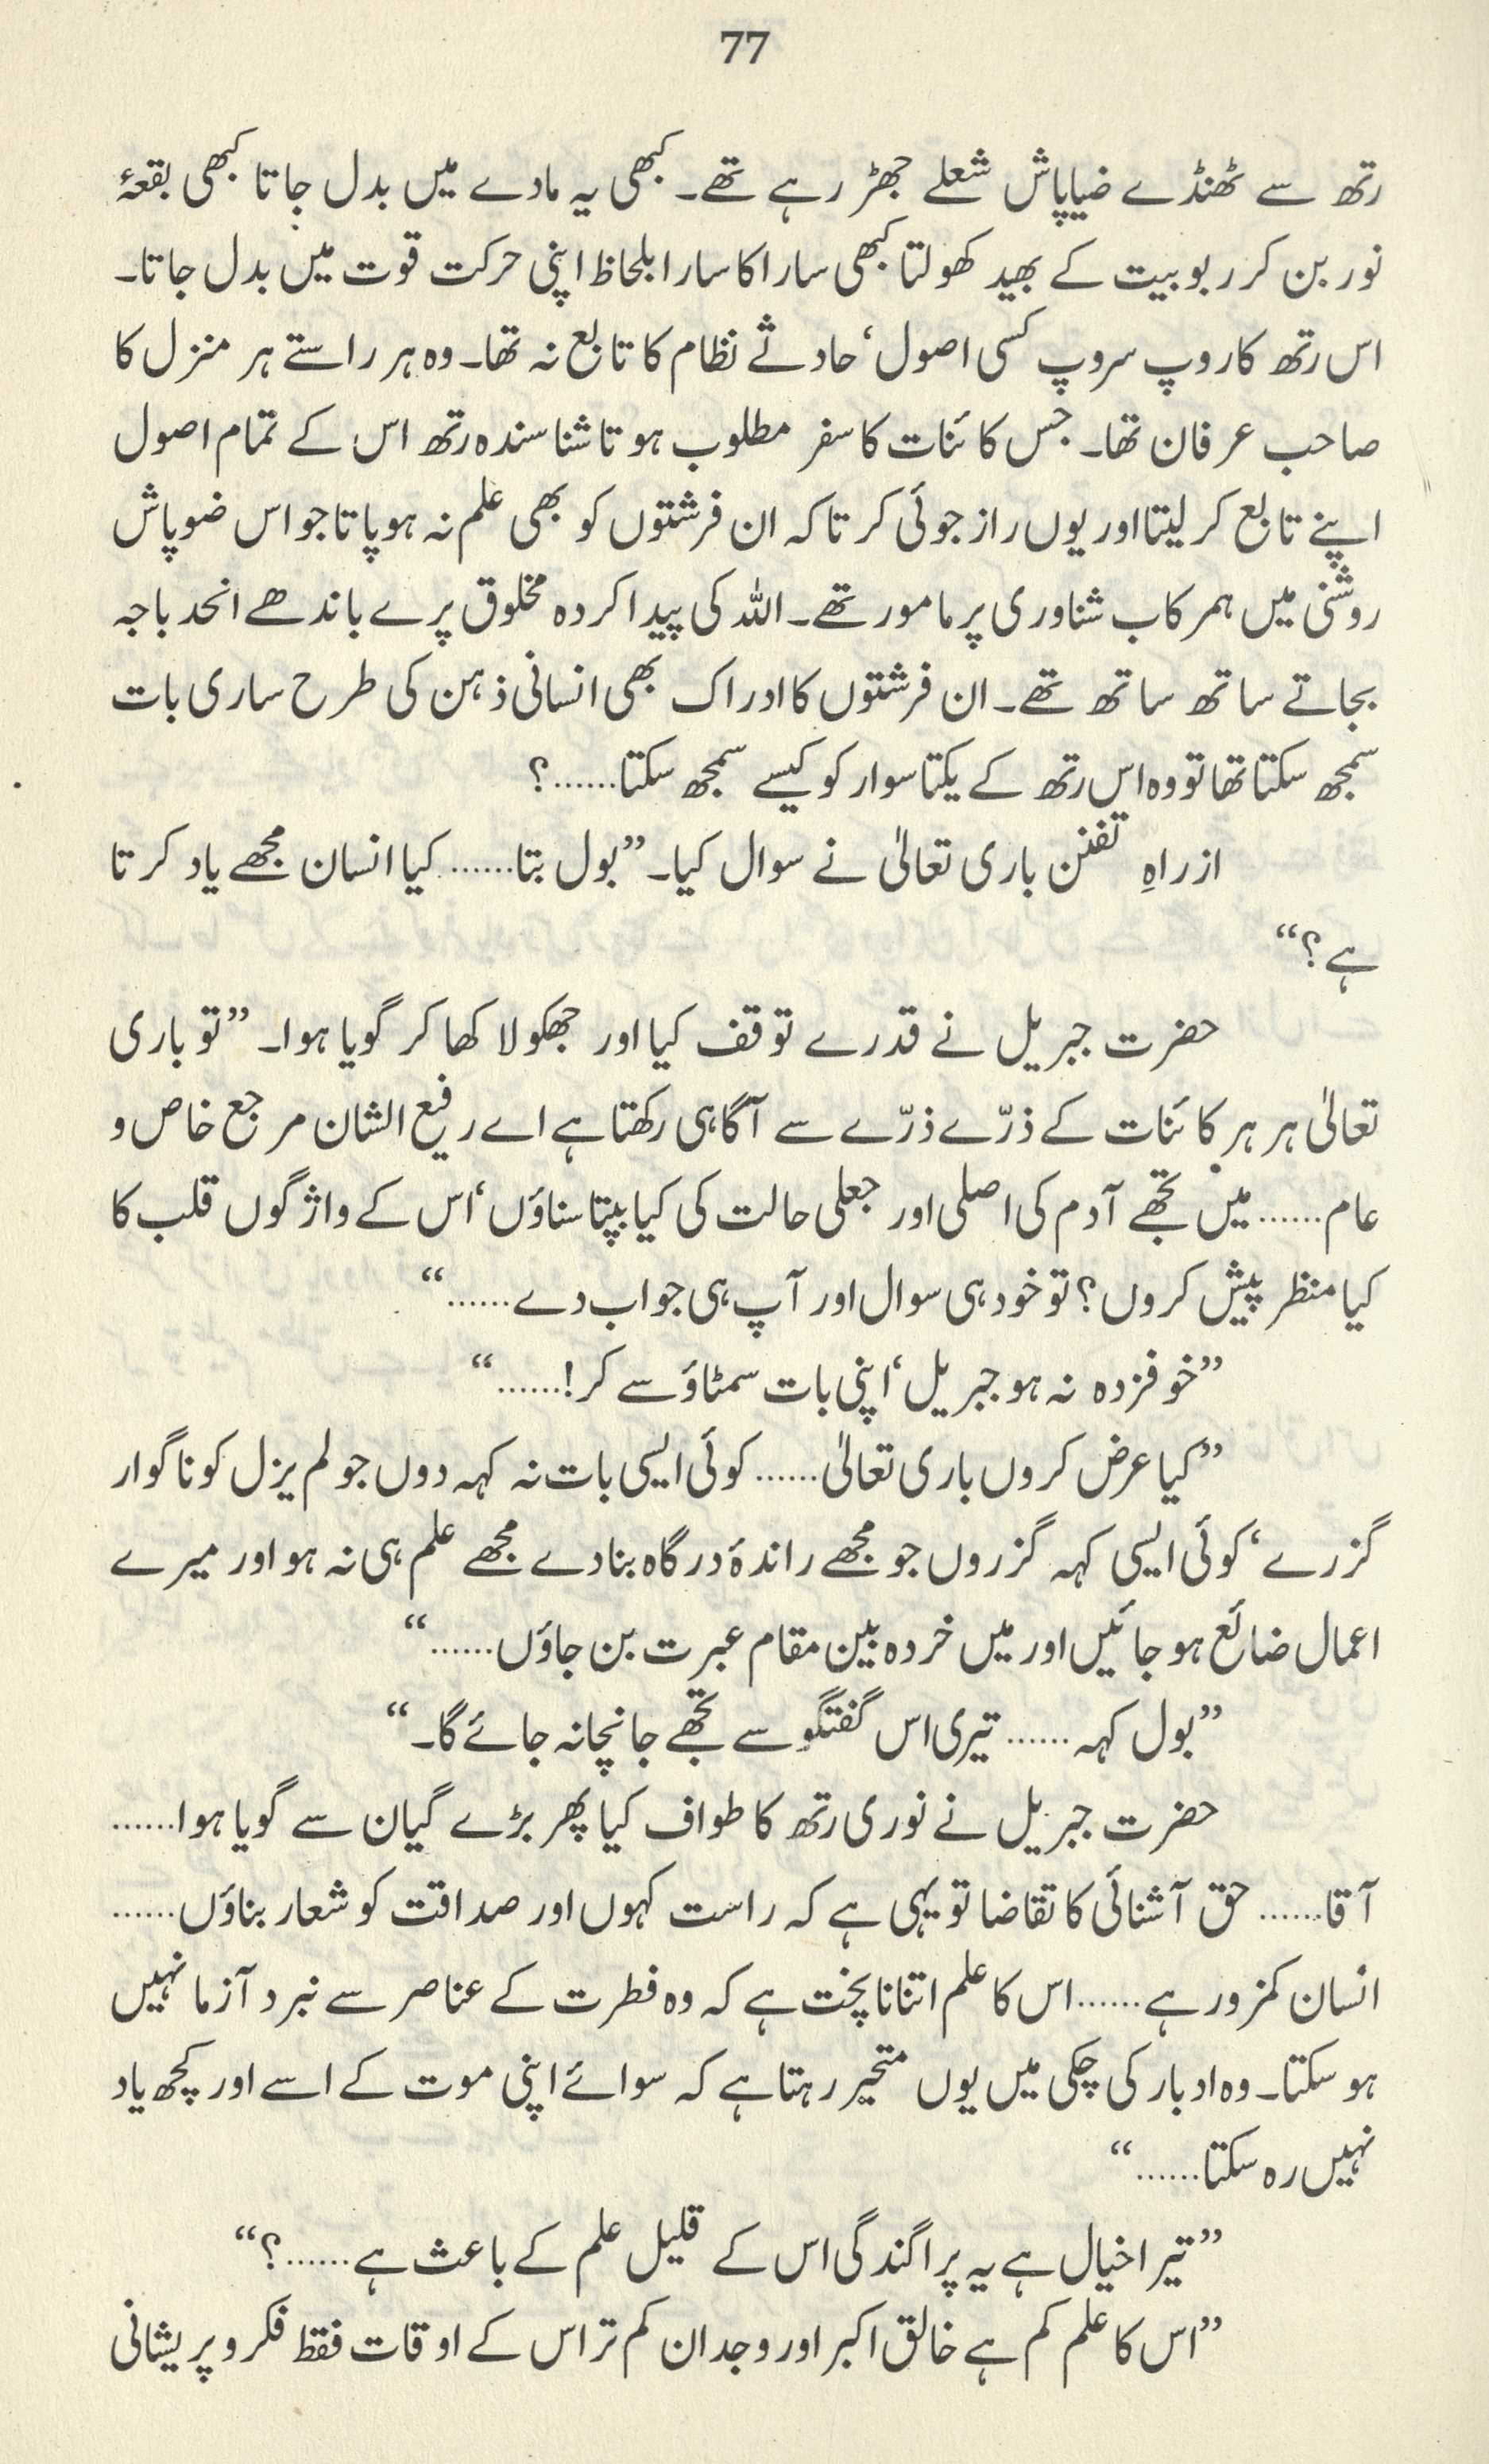 77
رتھ سے ٹھنڈے ضیاپاش شعلے جھڑ رہے تھے۔ کبھی یہ مادے میں بدل جاتا کبھی بقعۂ
نور بن کر ربوبیت کے بھید کھولتا کبھی سارا کا سارا بلحاظ اپنی حرکت قوت میں بدل جاتا۔
اس رتھ کا روپ سروپ کسی اصول‘ حادثے نظام کا تابع نہ تھا۔ وہ ہر راستے ہر منزل کا
صاحب عرفان تھا۔ جس کائنات کا سفر مطلوب ہوتا شناسندہ رتھ اس کے تمام اصول
اپنے تابع کر لیتا اور یوں راز جوئی کرتا کہ ان فرشتوں کو بھی علم نہ ہو پاتا جو اس ضوپاش
روشنی میں ہمرکاب شناوری پر مامور تھے۔ اللہ کی پیدا کردہ مخلوق پرے باندھے انحد باجہ
بجاتے ساتھ ساتھ تھے۔ ان فرشتوں کا ادراک بھی انسانی ذہن کی طرح ساری بات
سمجھ سکتا تھا تو وہ اس رتھ کے یکتا سوار کو کیسے سمجھ سکتا......؟
ازراہِ تفنن باری تعالیٰ نے سوال کیا۔ ”بول بتا...... کیا انسان مجھے یاد کرتا
ہے؟“
حضرت جبریل نے قدرے توقف کیا اور جھکولا کھا کر گویا ہوا۔ ”تو باری
تعالیٰ ہر ہر کائنات کے ذرّے ذرّے سے آگاہی رکھتا ہے اے رفیع الشان مرجع خاص و
عام...... میں تجھے آدم کی اصلی اور جعلی حالت کی کیا بپتا سناؤں‘ اس کے واژگوں قلب کا
کیا منظر پیش کروں؟ تو خود ہی سوال اور آپ ہی جواب دے......“
”خوفزدہ نہ ہو جبریل‘ اپنی بات سمٹاؤ سے کر!......“
”کیا عرض کروں باری تعالیٰ...... کوئی ایسی بات نہ کہہ دوں جو لم یزل کو ناگوار
گزرے‘ کوئی ایسی کہہ گزروں جو مجھے راندۂ درگاہ بنا دے مجھے علم ہی نہ ہو اور میرے
اعمال ضائع ہو جائیں اور میں خردہ بین مقام عبرت بن جاؤں......“
”بول کہہ...... تیری اس گفتگو سے تجھے جانچا نہ جائے گا۔“
حضرت جبریل نے نوری رتھ کا طواف کیا پھر بڑے گیان سے گویا ہوا......
آقا...... حق آشنائی کا تقاضا تو یہی ہے کہ راست کہوں اور صداقت کو شعار بناؤں......
انسان کمزور ہے...... اس کا علم اتنا ناپخت ہے کہ وہ فطرت کے عناصر سے نبرد آزما نہیں
ہو سکتا۔ وہ ادبار کی چکی میں یوں متحیر رہتا ہے کہ سوائے اپنی موت کے اسے اور کچھ یاد
نہیں رہ سکتا......“
”تیرا خیال ہے یہ پراگندگی اس کے قلیل علم کے باعث ہے......؟“
”اس کا علم کم ہے خالق اکبر اور وجدان کم تر اس کے اوقات فقط فکر و پریشانی